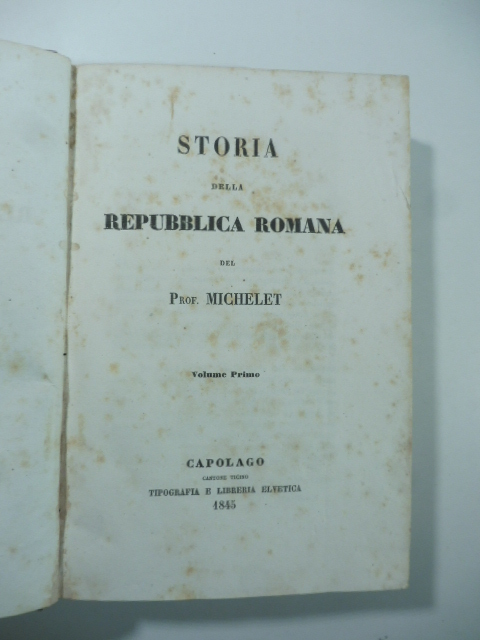 STORIA
DELLA
REPUBBLICA ROMANA
DEL
PROF. MICHELET
Volume Primo
CAPOLAGO
CANTONE TICINO
TIPOGRAFIA E LIBRERIA ELVETICA
1845